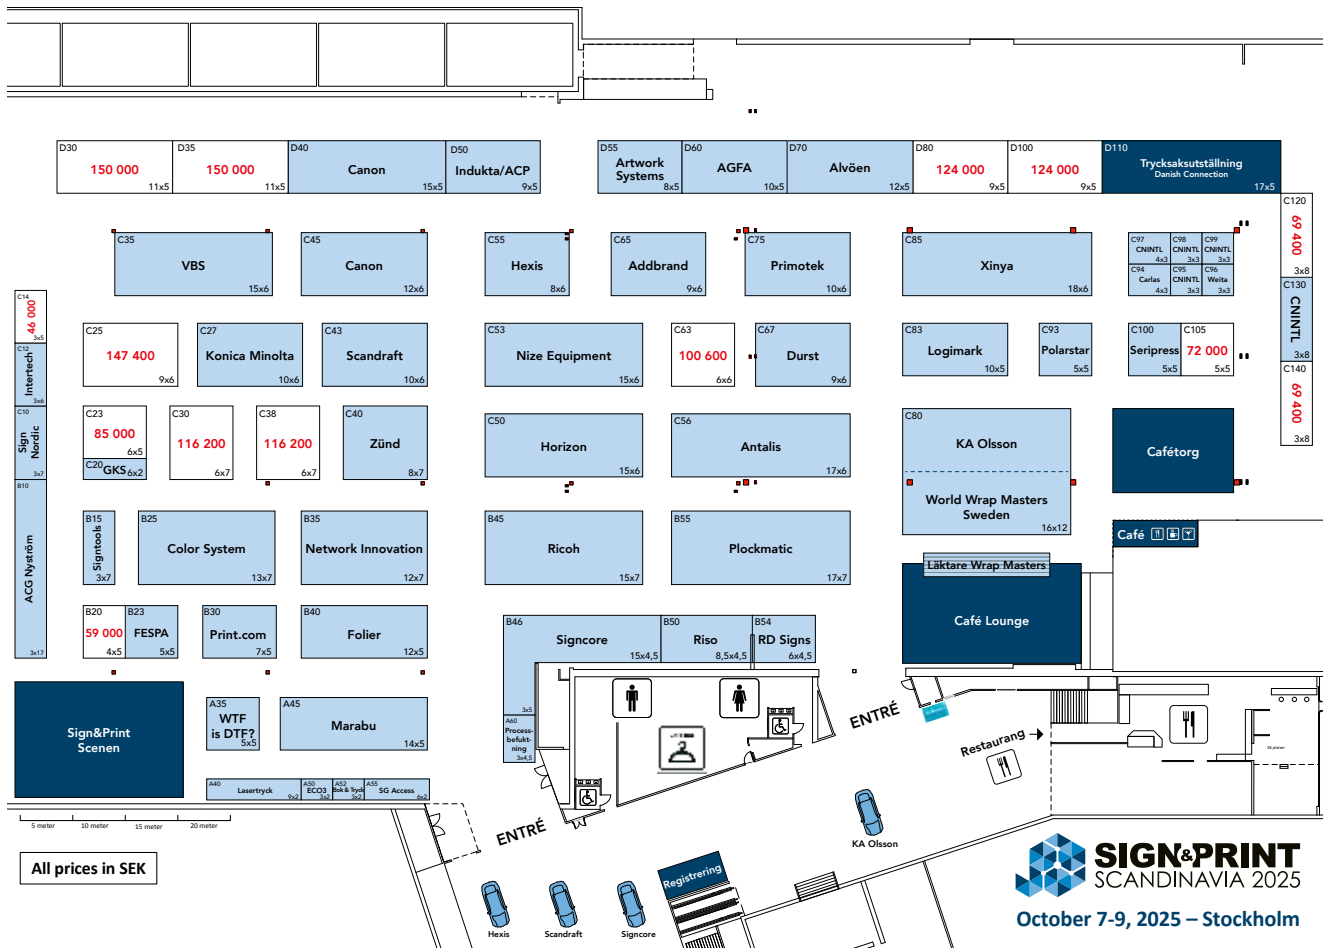 D30
150 000
11x5
D35
150 000
11x5
D40
Canon
15x5
D50
Indukta/ACP
9x5
D55
Artwork
Systems
8x5
D60
AGFA
10x5
D70
Alvöen
12x5
D80
124 000
9x5
D100
124 000
9x5
D110
Trycksaksutställning
Danish Connection
17x5
C120
69 400
3x8
C35
VBS
15x6
C45
Canon
12x6
C55
Hexis
8x6
C65
Addbrand
9x6
C75
Primotek
10x6
C85
Xinya
18x6
C97
CNINTL
4x3
C98
CNINTL
3x3
C99
CNINTL
3x3
C94
Carlas
4x3
C95
CNINTL
3x3
C96
Weita
3x3
C130
CNINTL
3x8
C14
46 000
3x5
C25
147 400
9x6
C27
Konica Minolta
10x6
C43
Scandraft
10x6
C53
Nize Equipment
15x6
C63
100 600
6x6
C67
Durst
9x6
C83
Logimark
10x5
C93
Polarstar
5x5
C100
Seripress
5x5
C105
72 000
5x5
C140
69 400
3x8
C12
Intertech
3x6
C10
Sign
Nordic
3x7
C23
85 000
6x5
C20
GKS
6x2
C30
116 200
6x7
C38
116 200
6x7
C40
Zünd
8x7
C50
Horizon
15x6
C56
Antalis
17x6
C80
KA Olsson
World Wrap Masters
Sweden
16x12
Cafétorg
B10
ACG Nyström
3x17
B15
Signtools
3x7
B25
Color System
13x7
B35
Network Innovation
12x7
B45
Ricoh
15x7
B55
Plockmatic
17x7
Café
Läktare Wrap Masters
Café Lounge
B20
59 000
4x5
B23
FESPA
5x5
B30
Print.com
7x5
B40
Folier
12x5
B46
Signcore
15x4,5
3x5
B50
Riso
8,5x4,5
B54
RD Signs
6x4,5
Sign&Print
Scenen
A35
WTF
is DTF?
5x5
A45
Marabu
14x5
A60
Process-
befukt-
ning
3x4,5
ENTRÉ
Restaurang
A40
Lasertryck
9x2
A50
ECO3
3x2
A52
Bok & Tryck
3x2
A55
SG Access
6x2
5 meter
10 meter
15 meter
20 meter
ENTRÉ
KA Olsson
All prices in SEK
Registrering
Hexis
Scandraft
Signcore
SIGN&PRINT
SCANDINAVIA 2025
October 7-9, 2025 – Stockholm